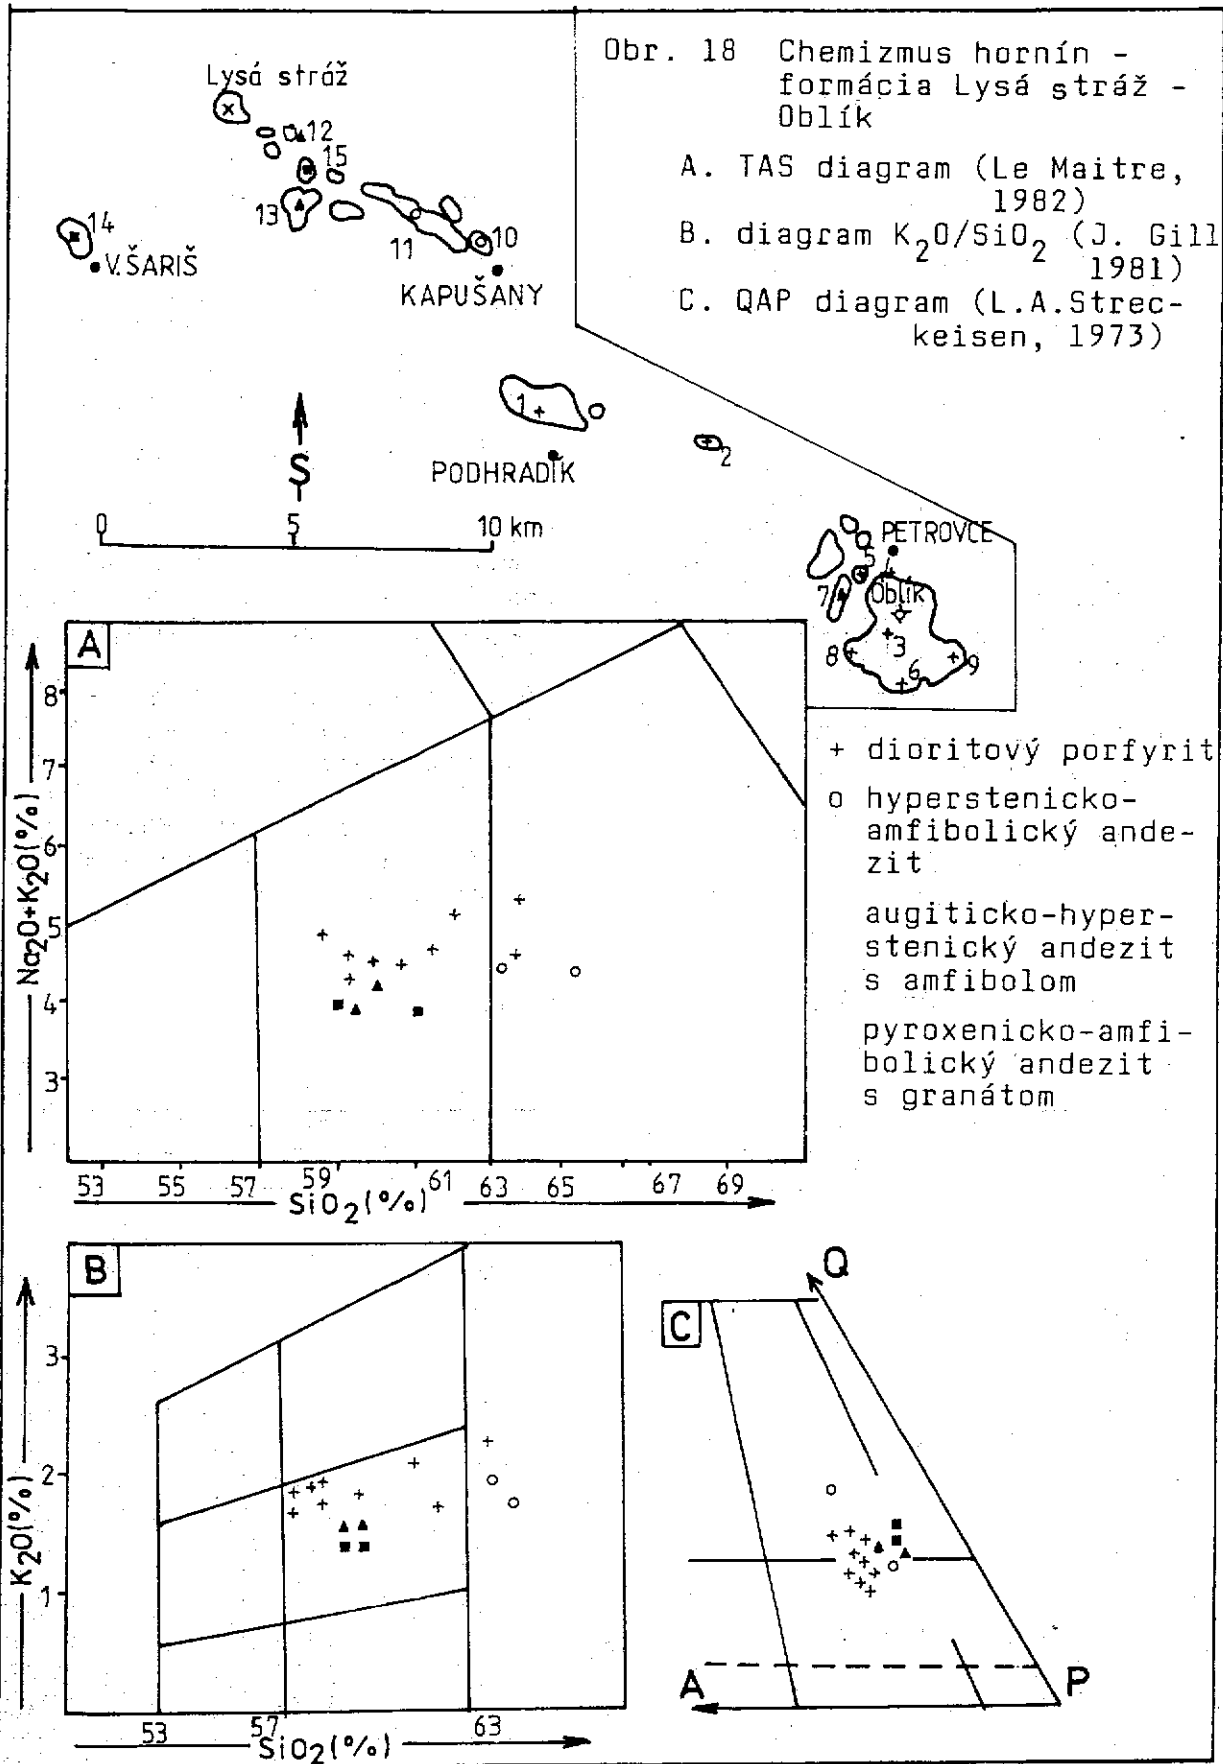 Obr. 18 Chemizmus hornín -
formácia Lysá stráž -
Oblík
A. TAS diagram (Le Maitre,
1982)
B. diagram K₂O/SiO₂ (J. Gill
1981)
C. QAP diagram (L.A.Strec-
keisen, 1973)
Lysá stráž
12
15
13
14
V.ŠARIŠ
11
10
KAPUŠANY
1
2
PODHRADÍK
S
0 5 10 km
PETROVCE
5
4
7
Oblík
3
8
6
9
A
8
7
6
5
4
3
Na₂O+K₂O(%)
53 55 57 59 61 63 65 67 69
SiO₂(%)
+ dioritový porfyrit
o hyperstenicko-
amfibolický ande-
zit
augiticko-hyper-
stenický andezit
s amfibolom
pyroxenicko-amfi-
bolický andezit
s granátom
B
3
2
1
K₂O(%)
53 57 63
SiO₂(%)
C
Q
A
P